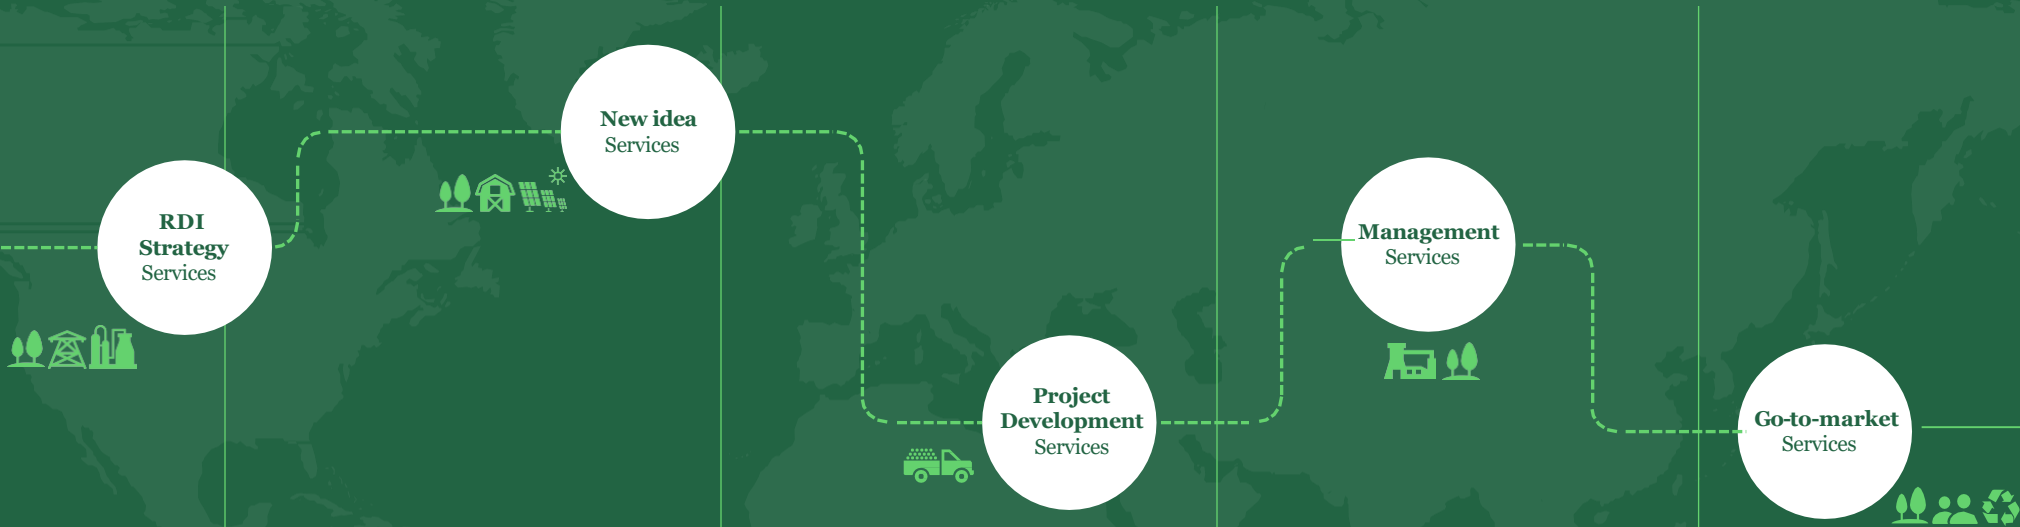 RDI
Strategy
Services
New idea
Services
Project
Development
Services
Management
Services
Go-to-market
Services